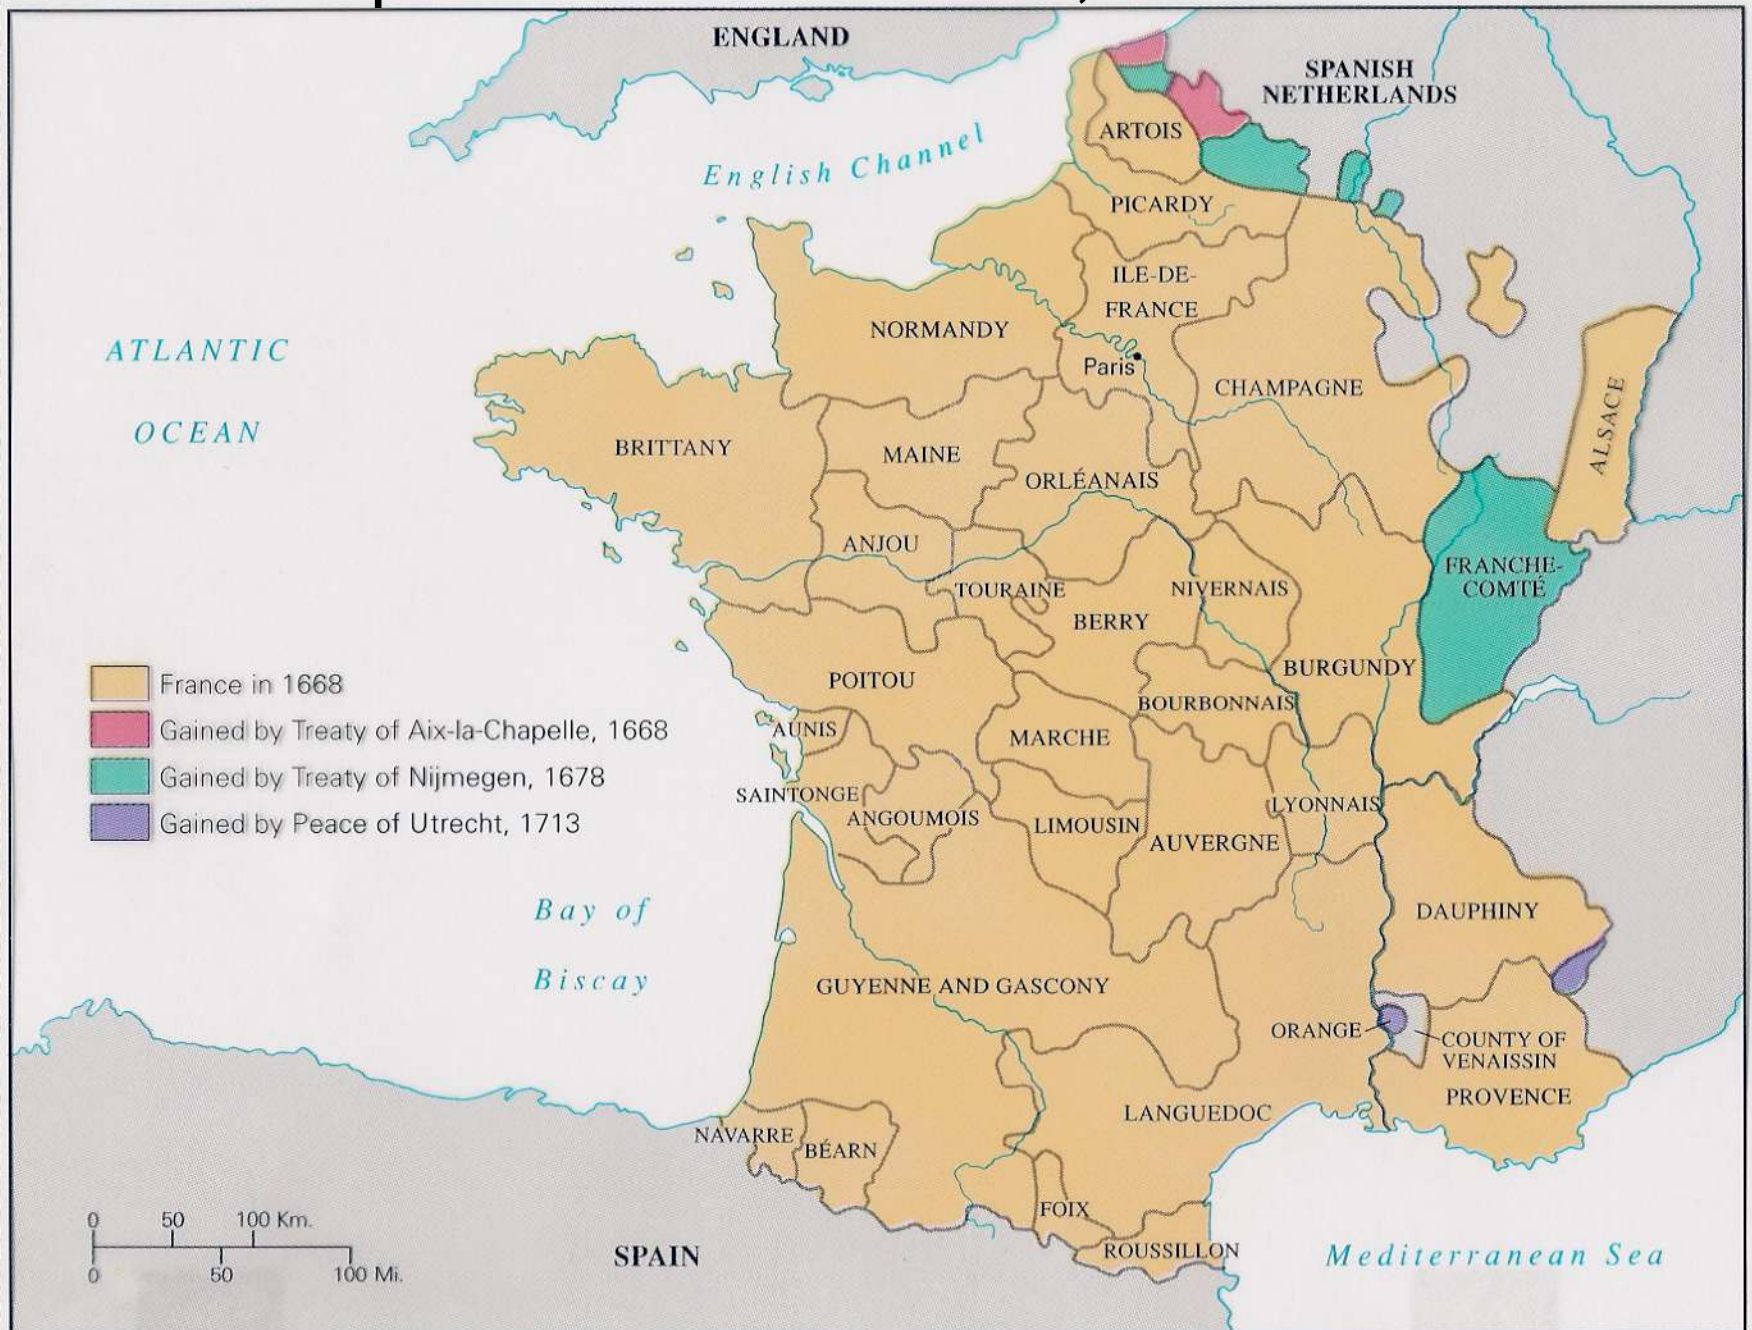 ENGLAND
SPANISH
NETHERLANDS
English Channel
ARTOIS
PICARDY
ILE-DE-
FRANCE
NORMANDY
Paris
CHAMPAGNE
ALSACE
ATLANTIC
OCEAN
BRITTANY
MAINE
ORLÉANAIS
ANJOU
TOURAINE
NIVERNAIS
BERRY
FRANCHE-
COMTÉ
BURGUNDY
POITOU
BOURBONNAIS
AUNIS
MARCHE
SAINTONGE
ANGOUMOIS
LIMOUSIN
AUVERGNE
LYONNAIS
France in 1668
Gained by Treaty of Aix-la-Chapelle, 1668
Gained by Treaty of Nijmegen, 1678
Gained by Peace of Utrecht, 1713
Bay of
Biscay
DAUPHINY
GUYENNE AND GASCONY
ORANGE
COUNTY OF
VENAISSIN
PROVENCE
LANGUEDOC
NAVARRE
BÉARN
FOIX
ROUSSILLON
0 50 100 Km.
0 50 100 Mi.
SPAIN
Mediterranean Sea